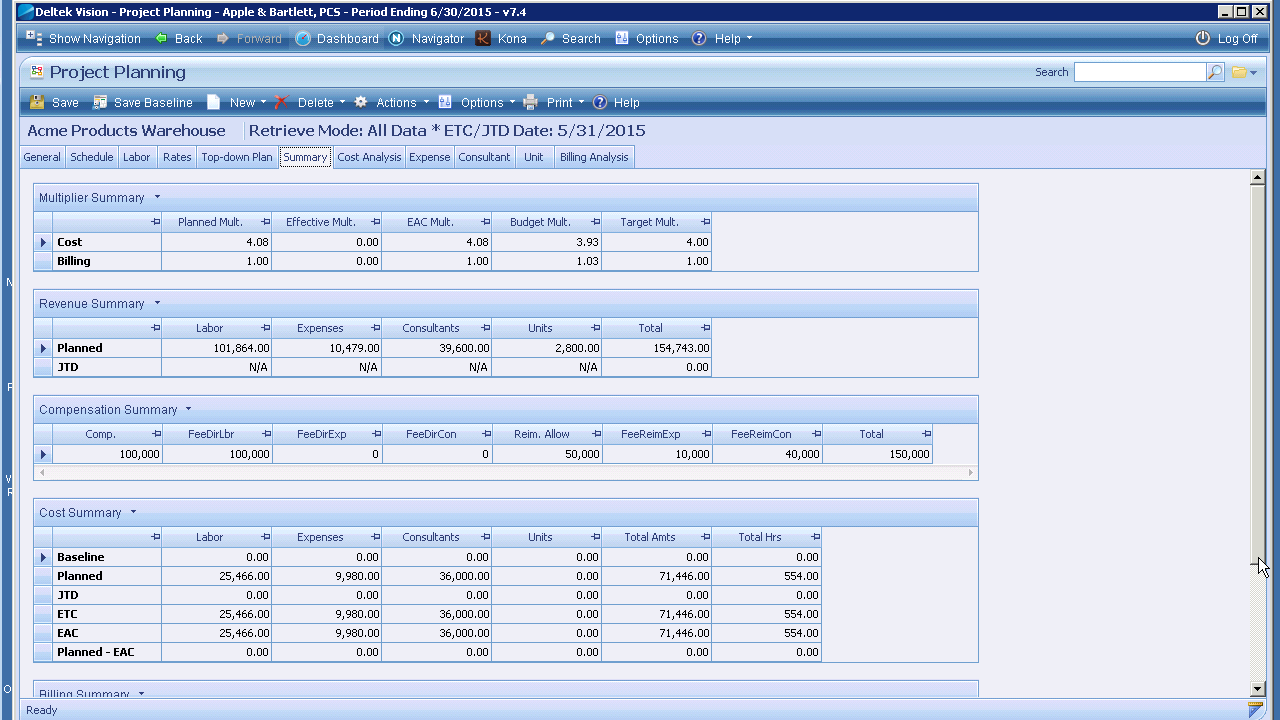 Deltek Vision - Project Planning - Apple & Bartlett, PCS - Period Ending 6/30/2015 - v7.4
Show Navigation Back Forward Dashboard Navigator Kona Search Options Help Log Off
Project Planning Search
Save Save Baseline New Delete Actions Options Print Help
Acme Products Warehouse Retrieve Mode: All Data * ETC/JTD Date: 5/31/2015
General Schedule Labor Rates Top-down Plan Summary Cost Analysis Expense Consultant Unit Billing Analysis
Multiplier Summary
Planned Mult. Effective Mult. EAC Mult. Budget Mult. Target Mult.
Cost 4.08 0.00 4.08 3.93 4.00
Billing 1.00 0.00 1.00 1.03 1.00
Revenue Summary
Labor Expenses Consultants Units Total
Planned 101,864.00 10,479.00 39,600.00 2,800.00 154,743.00
JTD N/A N/A N/A N/A 0.00
Compensation Summary
Comp. FeeDirLbr FeeDirExp FeeDirCon Reim. Allow FeeReimExp FeeReimCon Total
100,000 100,000 0 0 50,000 10,000 40,000 150,000
Cost Summary
Labor Expenses Consultants Units Total Amts Total Hrs
Baseline 0.00 0.00 0.00 0.00 0.00 0.00
Planned 25,466.00 9,980.00 36,000.00 0.00 71,446.00 554.00
JTD 0.00 0.00 0.00 0.00 0.00 0.00
ETC 25,466.00 9,980.00 36,000.00 0.00 71,446.00 554.00
EAC 25,466.00 9,980.00 36,000.00 0.00 71,446.00 554.00
Planned - EAC 0.00 0.00 0.00 0.00 0.00 0.00
Billing Summary
Ready